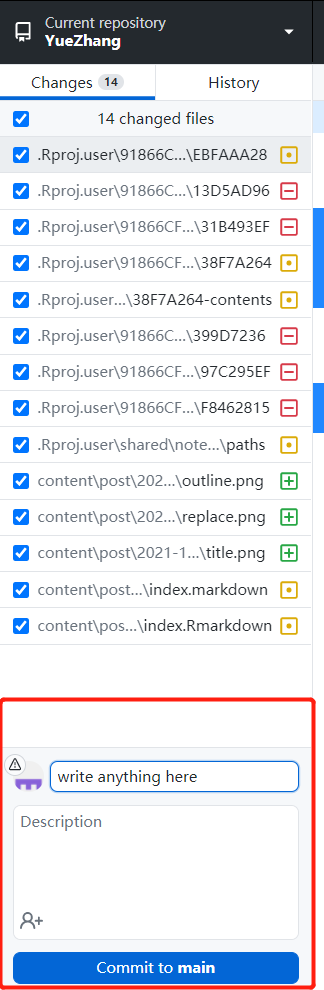 Current repository
YueZhang
Changes 14 History
14 changed files
.Rproj.user\91866C...\EBFAAA28
.Rproj.user\91866C...\13D5AD96
.Rproj.user\91866CF...\31B493EF
.Rproj.user\91866CF...\38F7A264
.Rproj.user...\38F7A264-contents
.Rproj.user\91866C...\399D7236
.Rproj.user\91866CF...\97C295EF
.Rproj.user\91866CF...\F8462815
.Rproj.user\shared\note...\paths
content\post\202...\outline.png
content\post\202...\replace.png
content\post\2021-1...\title.png
content\post...\index.markdown
content\pos...\index.Rmarkdown
write anything here
Description
Commit to main